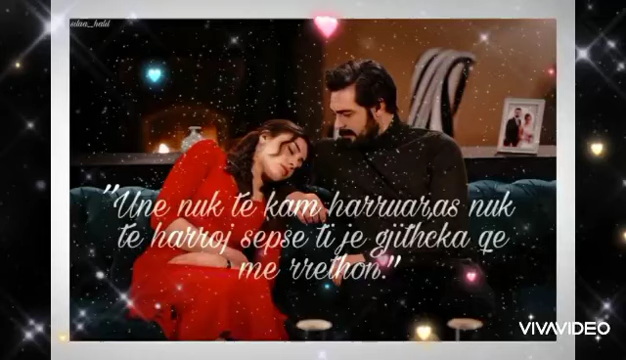 "Une nuk te kam harruar,as nuk
te harroj sepse ti je gjithcka qe
me rrethon."
VIVAVIDEO